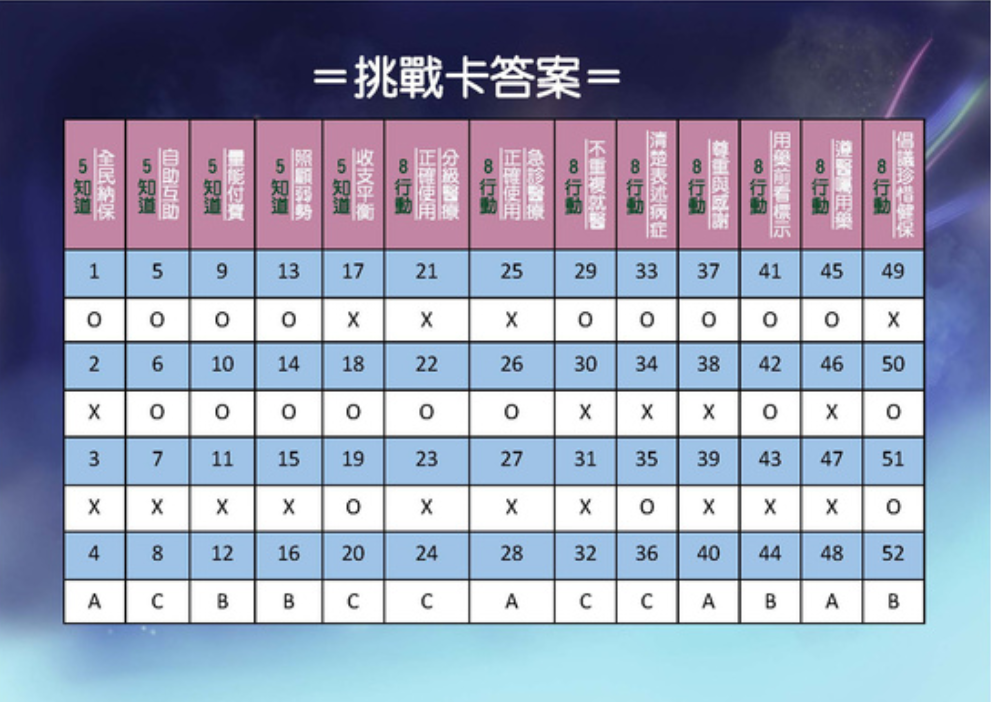 ＝挑戰卡答案＝
5知道 全民納保
5知道 自助互助
5知道 量能付費
5知道 照顧弱勢
5知道 收支平衡
8行動 正確使用分級醫療
8行動 正確使用急診醫療
8行動 不重複就醫
8行動 清楚表述病症
8行動 尊重與感謝
8行動 用藥前看標示
8行動 遵醫囑用藥
8行動 倡議珍惜健保
1 5 9 13 17 21 25 29 33 37 41 45 49
O O O O X X X O O O O O X
2 6 10 14 18 22 26 30 34 38 42 46 50
X O O O O O O X X X O X O
3 7 11 15 19 23 27 31 35 39 43 47 51
X X X X O X X X O X X X O
4 8 12 16 20 24 28 32 36 40 44 48 52
A C B B C C A C C A B A B